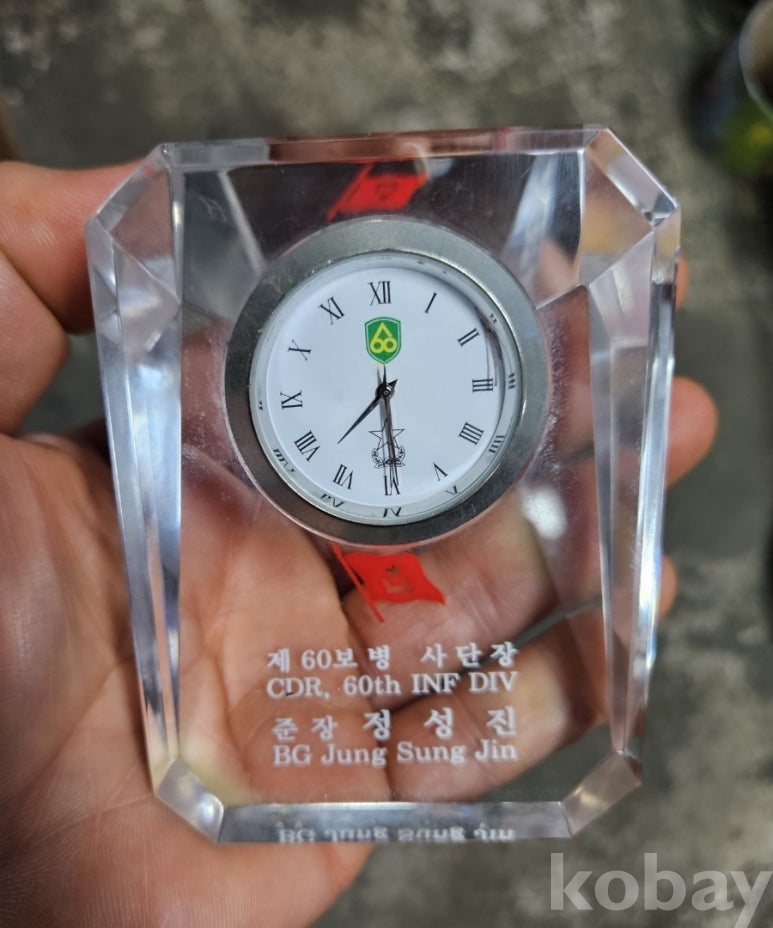 XII
I
II
III
IIII
V
VI
VII
VIII
IX
X
XI
60
제 60보병 사단장
CDR, 60th INF DIV
준장 정 성 진
BG Jung Sung Jin
kobay